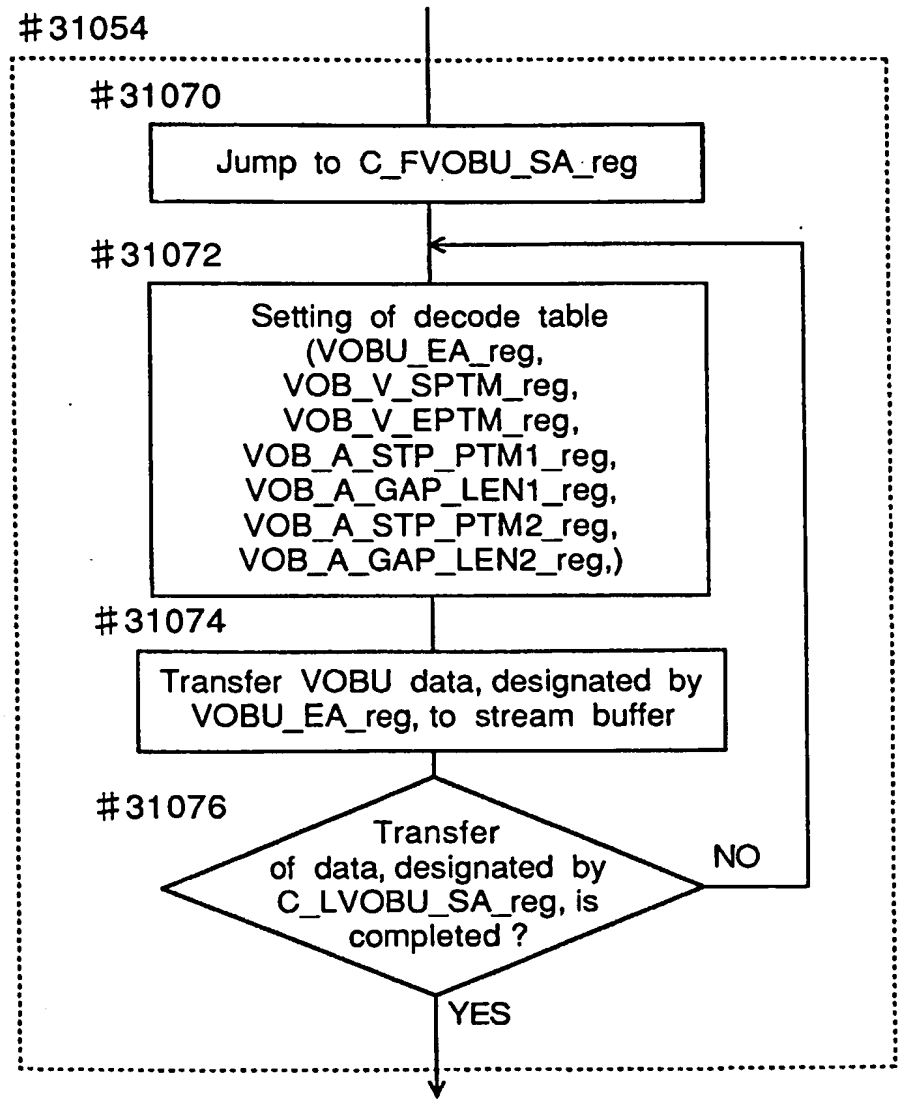 #31054
#31070
Jump to C_FVOBU_SA_reg
#31072
Setting of decode table
(VOBU_EA_reg,
VOB_V_SPTM_reg,
VOB_V_EPTM_reg,
VOB_A_STP_PTM1_reg,
VOB_A_GAP_LEN1_reg,
VOB_A_STP_PTM2_reg,
VOB_A_GAP_LEN2_reg,)
#31074
Transfer VOBU data, designated by
VOBU_EA_reg, to stream buffer
#31076
Transfer
of data, designated by
C_LVOBU_SA_reg, is
completed ?
NO
YES